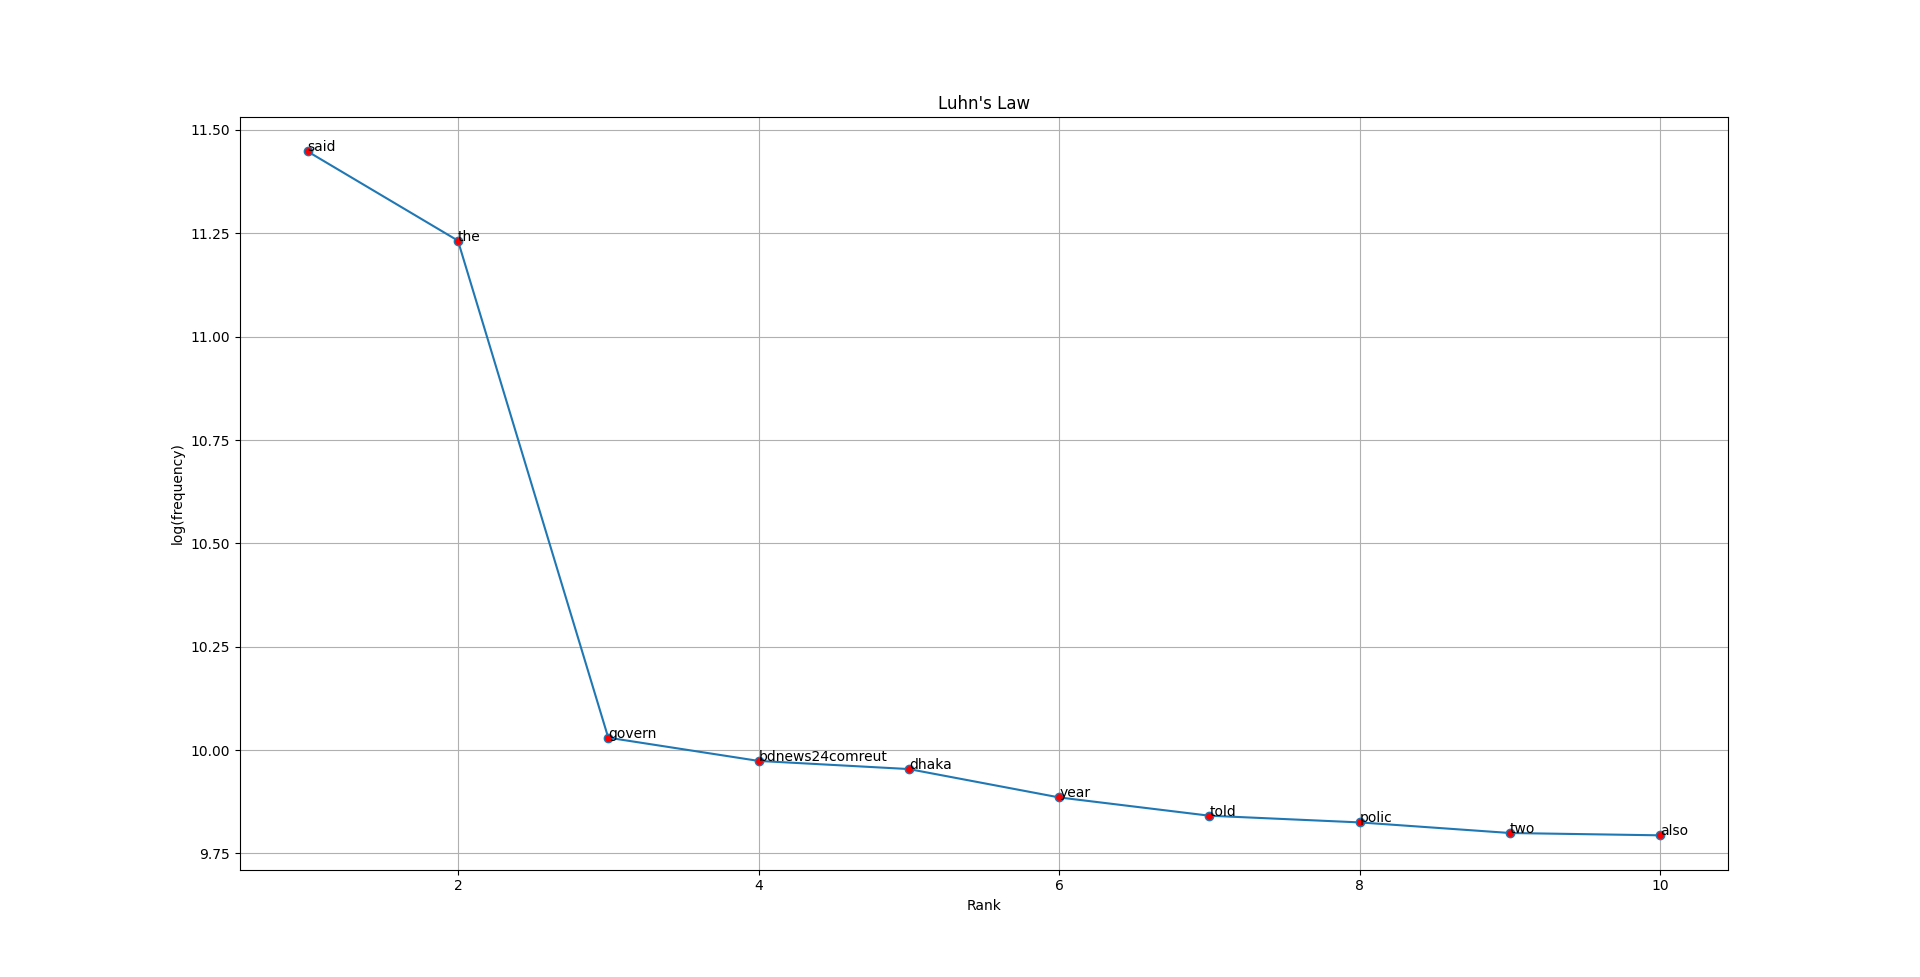 Luhn's Law
log(frequency)
11.50
11.25
11.00
10.75
10.50
10.25
10.00
9.75
said
the
govern
bdnews24comreut
dhaka
year
told
polic
two
also
2 4 6 8 10
Rank